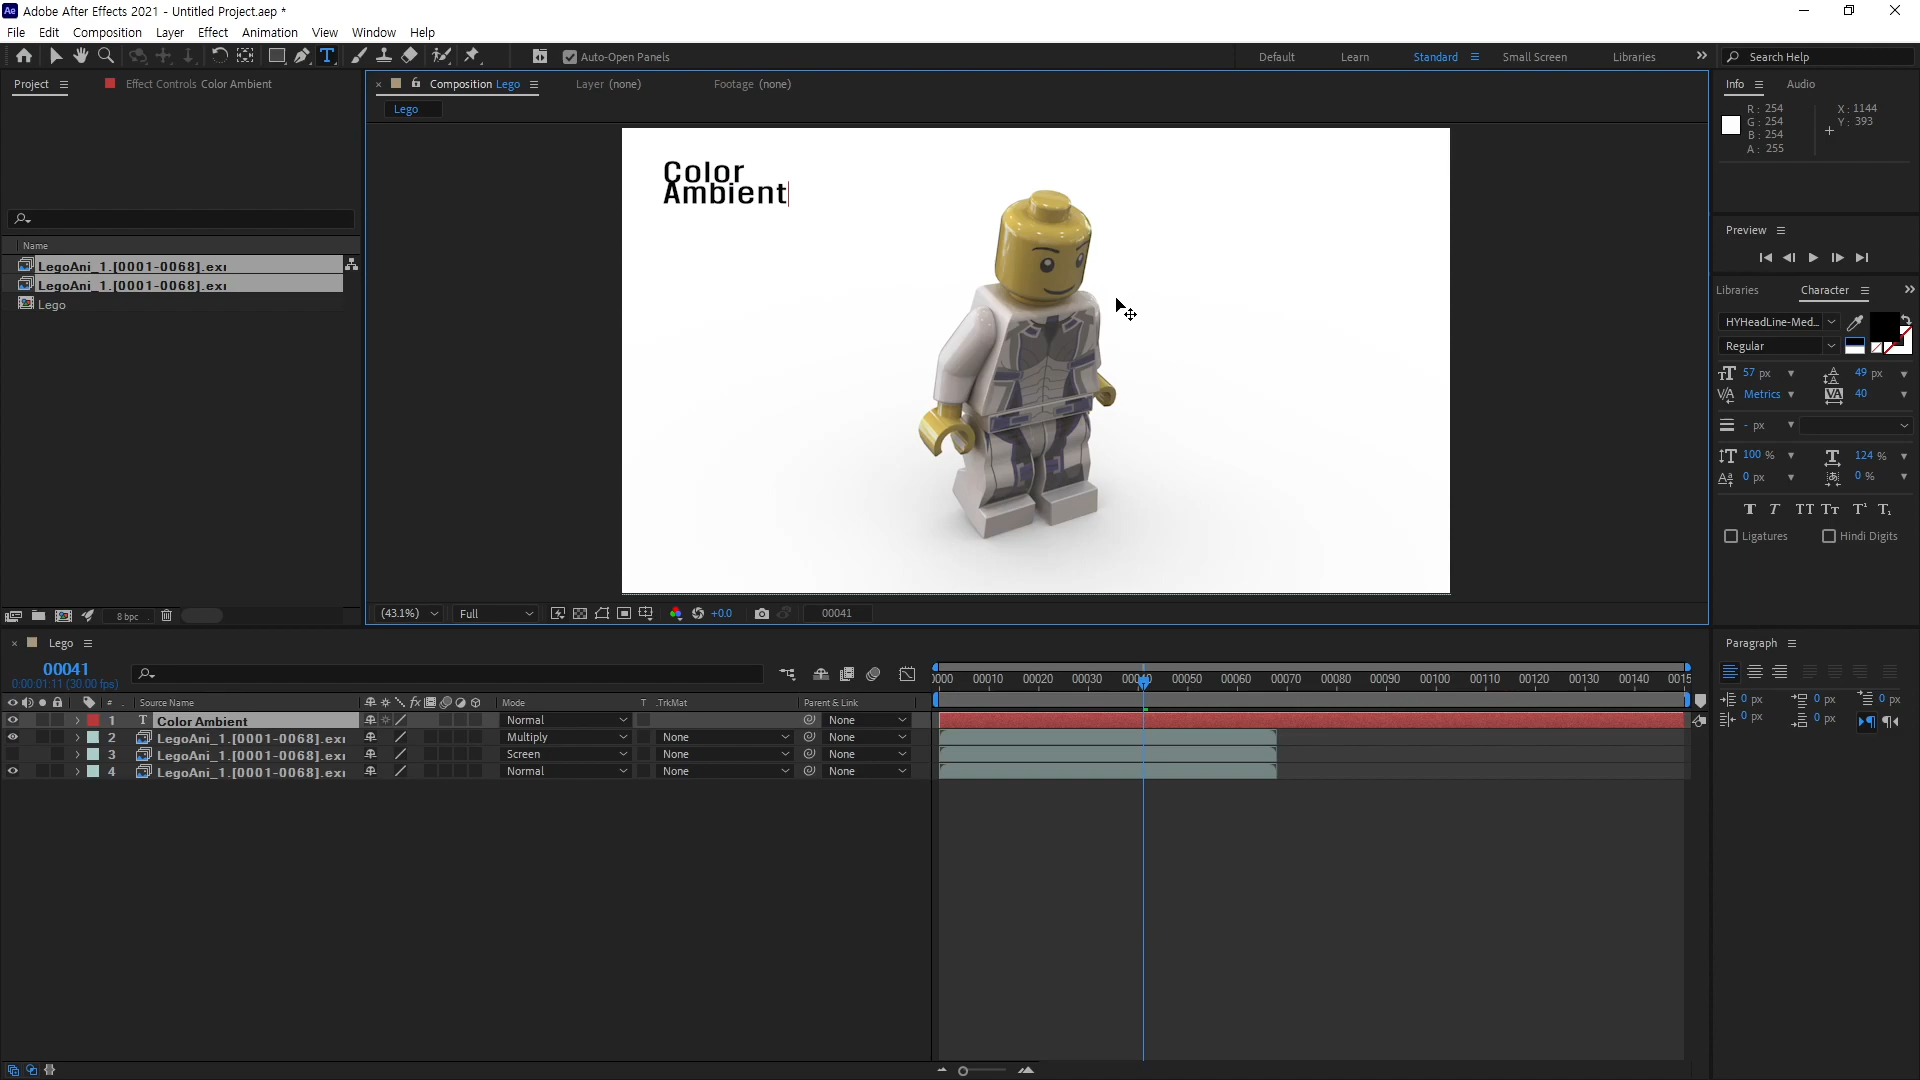 Ae Adobe After Effects 2021 - Untitled Project.aep *
File Edit Composition Layer Effect Animation View Window Help
T Auto-Open Panels Default Learn Standard Small Screen Libraries Search Help
Project Effect Controls Color Ambient
Composition Lego Layer (none) Footage (none)
Lego
Name
LegoAni_1.[0001-0068].exr
LegoAni_1.[0001-0068].exr
Lego
8 bpc
Color
Ambient
(43.1%) Full +0.0 00041
Info Audio
R: 254 X: 1144
G: 254 Y: 393
B: 254
A: 255
Preview
Libraries Character
HYHeadLine-Med...
Regular
57 px 49 px
Metrics 40
- px
100 % 124 %
0 px 0 %
T T TT Tr T¹ T₁
Ligatures Hindi Digits
Paragraph
0 px 0 px 0 px
0 px 0 px
Lego
00041
0:00:01:11 (30.00 fps)
# Source Name fx Mode T .TrkMat Parent & Link
1 T Color Ambient Normal None
2 LegoAni_1.[0001-0068].exr Multiply None None
3 LegoAni_1.[0001-0068].exr Screen None None
4 LegoAni_1.[0001-0068].exr Normal None None
00010 00020 00030 00050 00060 00070 00080 00090 00100 00110 00120 00130 00140